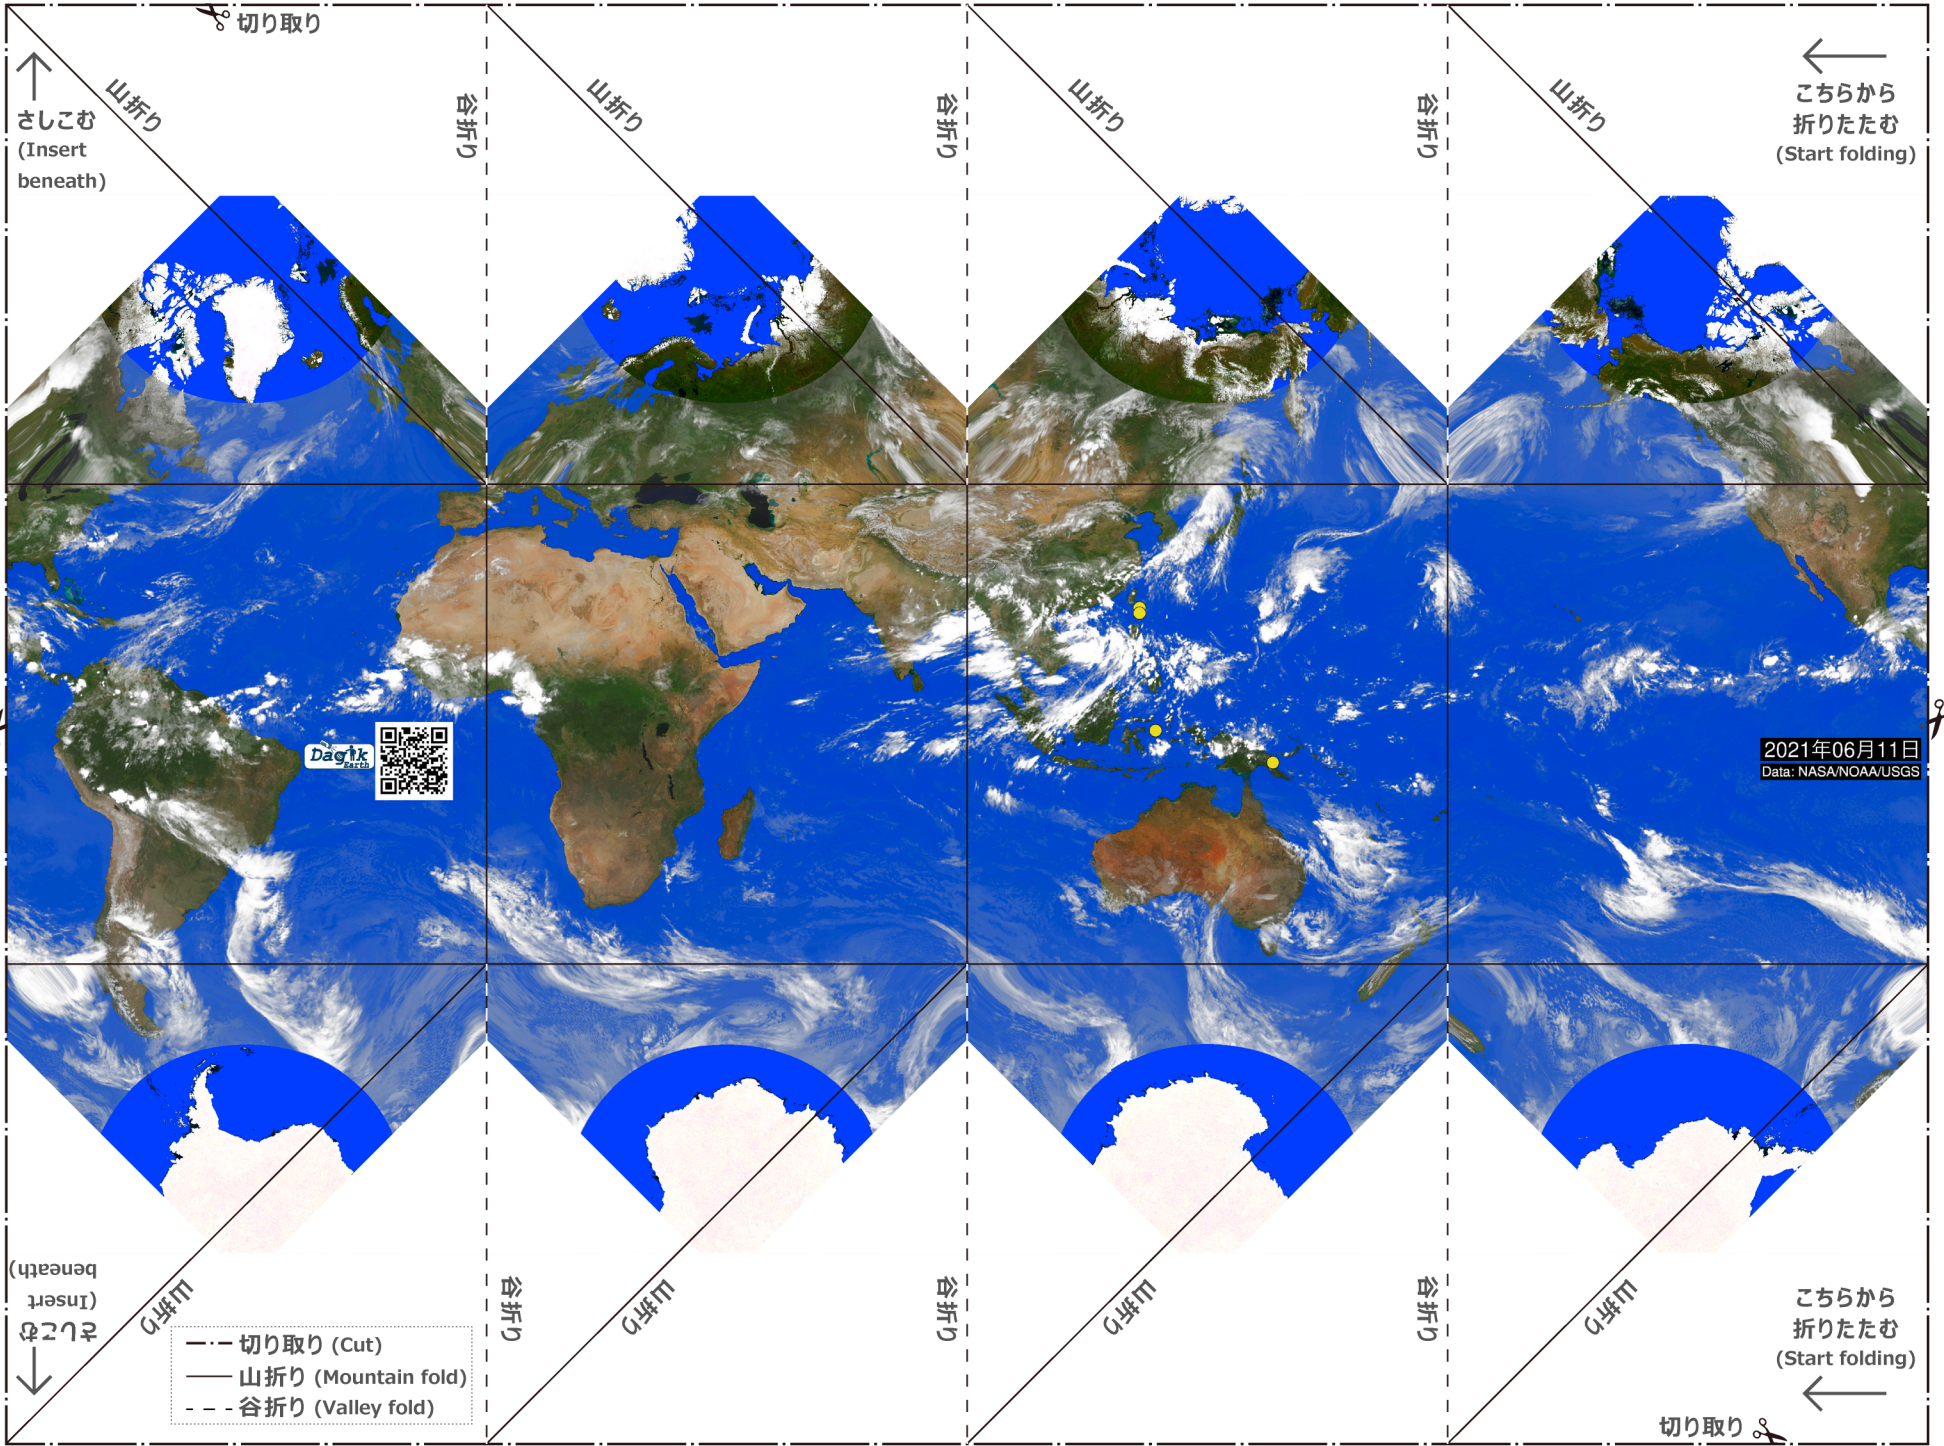 切り取り
山折り
谷折り
山折り
谷折り
山折り
谷折り
山折り
さしこむ
(Insert
beneath)
こちらから
折りたたむ
(Start folding)
Dagik
Earth
2021年06月11日
Data: NASA/NOAA/USGS
さしこむ
(Insert
beneath)
山折り
谷折り
山折り
谷折り
山折り
谷折り
山折り
切り取り (Cut)
山折り (Mountain fold)
谷折り (Valley fold)
こちらから
折りたたむ
(Start folding)
切り取り